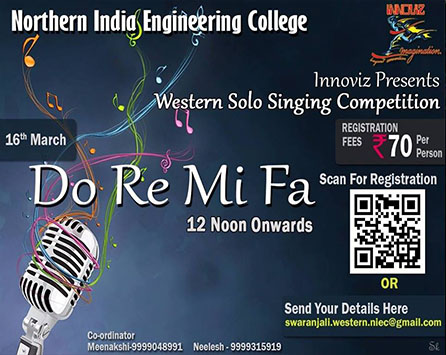 Northern India Engineering College
INNOVIZ
Imagination
Innoviz Presents
Western Solo Singing Competition
16th March
REGISTRATION
FEES ₹70 Per
Person
Do Re Mi Fa
Scan For Registration
12 Noon Onwards
OR
Send Your Details Here
swaranjali.western.niec@gmail.com
Co-ordinator
Meenakshi-9999048991 Neelesh - 9999315919